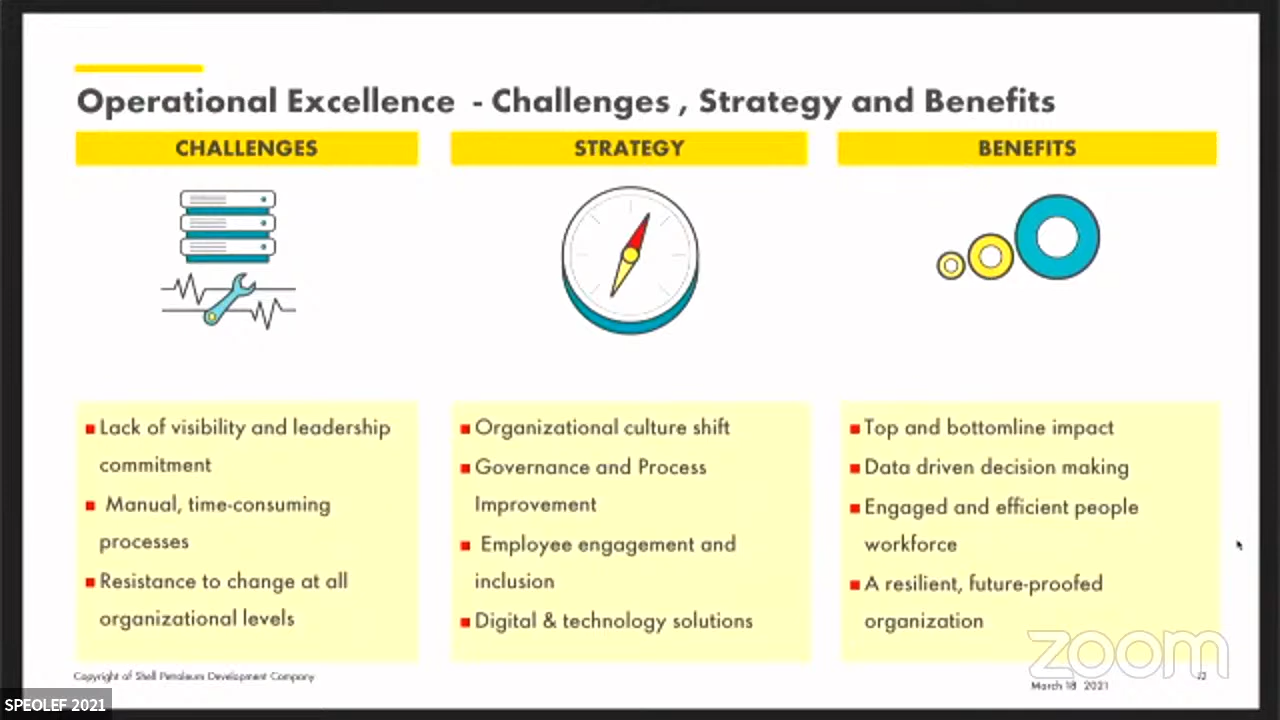 Operational Excellence - Challenges , Strategy and Benefits
CHALLENGES
Lack of visibility and leadership
commitment
Manual, time-consuming
processes
Resistance to change at all
organizational levels
STRATEGY
Organizational culture shift
Governance and Process
Improvement
Employee engagement and
inclusion
Digital & technology solutions
BENEFITS
Top and bottomline impact
Data driven decision making
Engaged and efficient people
workforce
A resilient, future-proofed
organization
Copyright of Shell Petroleum Development Company
March 18 2021
zoom
SPEOLEF 2021